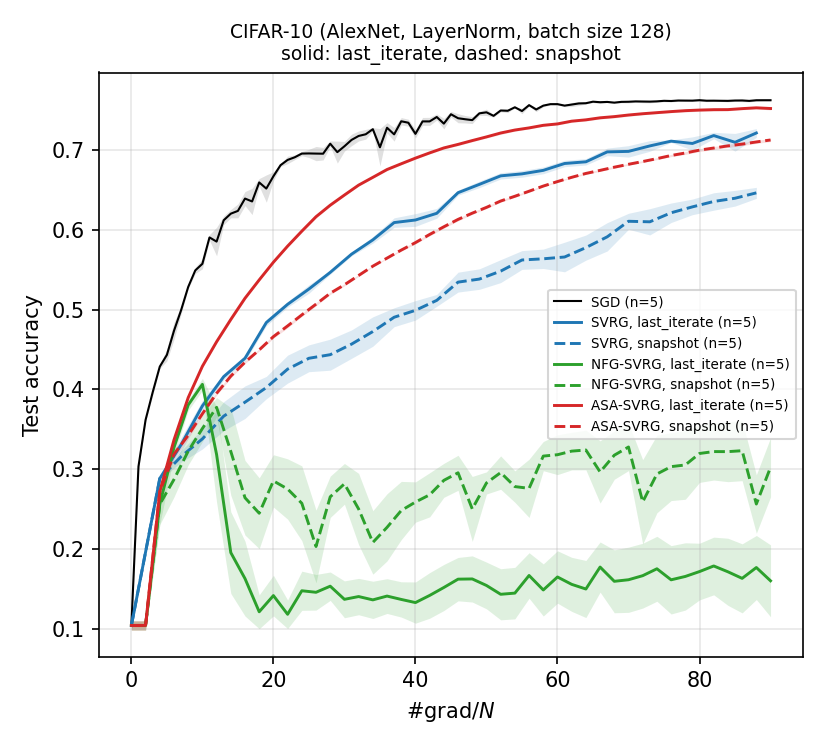 CIFAR-10 (AlexNet, LayerNorm, batch size 128)
solid: last_iterate, dashed: snapshot
Test accuracy
0.7
0.6
0.5
0.4
0.3
0.2
0.1
SGD (n=5)
SVRG, last_iterate (n=5)
SVRG, snapshot (n=5)
NFG-SVRG, last_iterate (n=5)
NFG-SVRG, snapshot (n=5)
ASA-SVRG, last_iterate (n=5)
ASA-SVRG, snapshot (n=5)
0 20 40 60 80
#grad/N